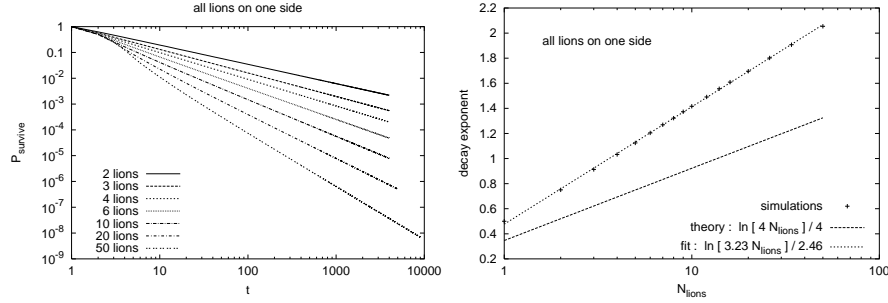 all lions on one side
1
0.1
10-2
10-3
10-4
10-5
10-6
10-7
10-8
10-9
Psurvive
2 lions
3 lions
4 lions
6 lions
10 lions
20 lions
50 lions
1 10 100 1000 10000
t
2.2
2
1.8
1.6
1.4
1.2
1
0.8
0.6
0.4
0.2
decay exponent
all lions on one side
simulations
theory : ln [ 4 Nlions ] / 4
fit : ln [ 3.23 Nlions ] / 2.46
1 10 100
Nlions